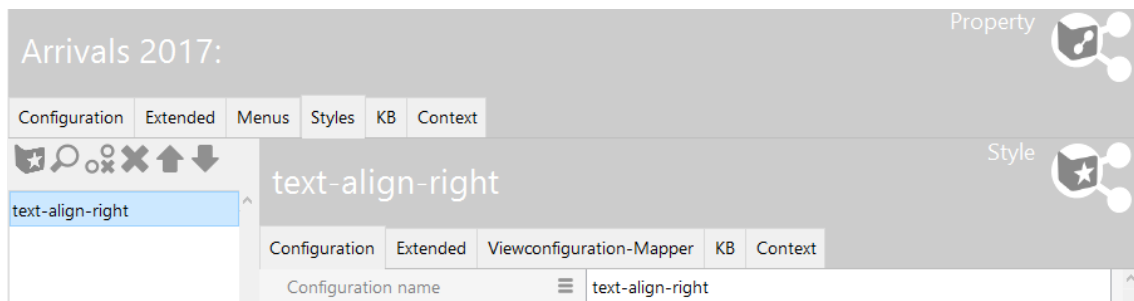 Property
Arrivals 2017:
Configuration Extended Menus Styles KB Context
Style
text-align-right
text-align-right
Configuration Extended Viewconfiguration-Mapper KB Context
Configuration name text-align-right